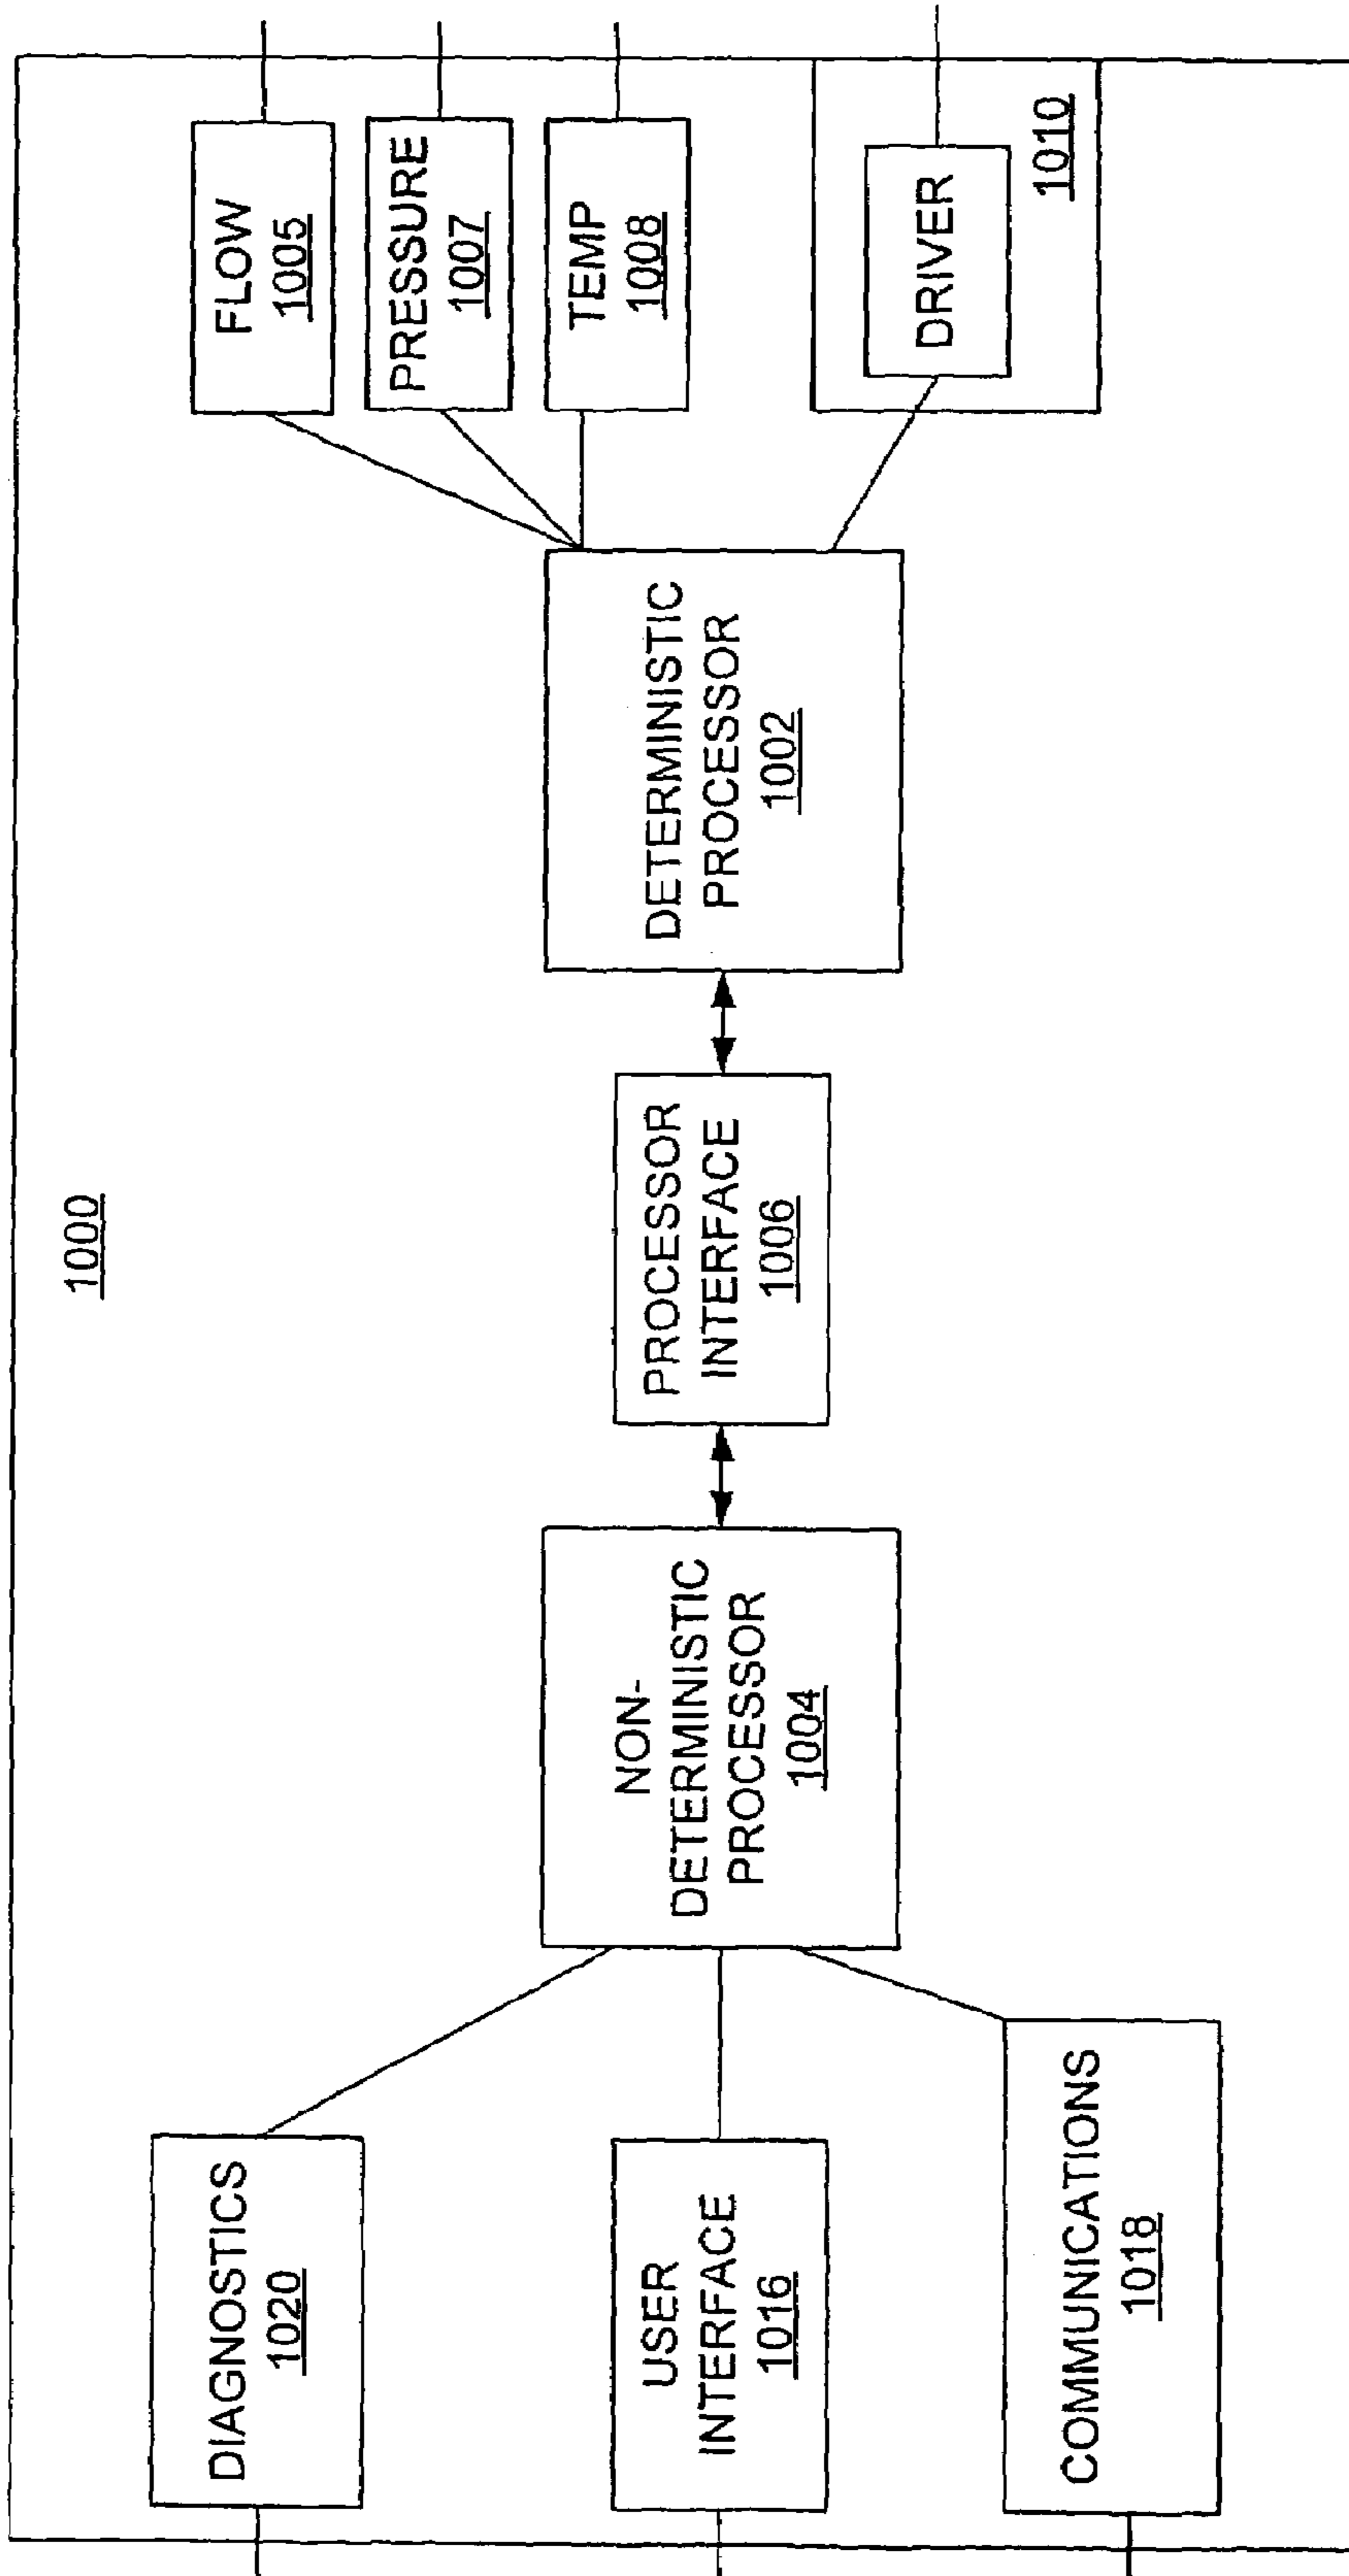 1000
DIAGNOSTICS
1020
USER
INTERFACE
1016
COMMUNICATIONS
1018
NON-
DETERMINISTIC
PROCESSOR
1004
PROCESSOR
INTERFACE
1006
DETERMINISTIC
PROCESSOR
1002
FLOW
1005
PRESSURE
1007
TEMP
1008
DRIVER
1010